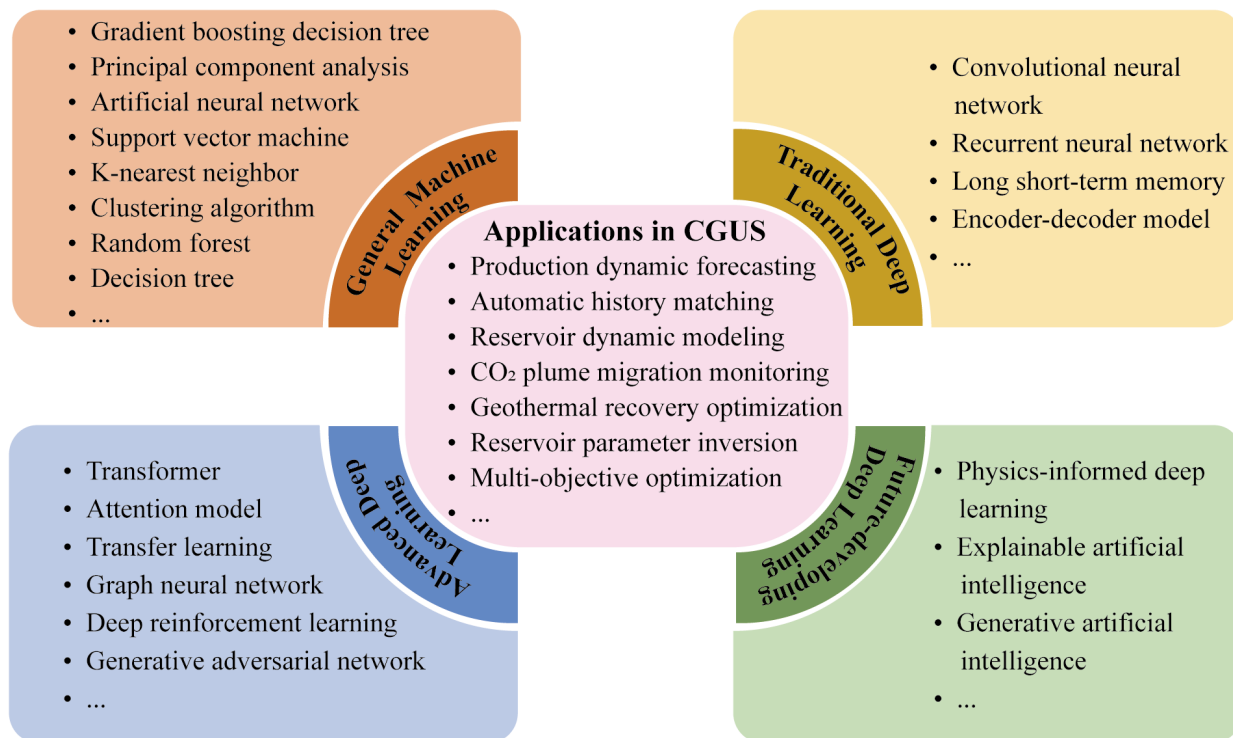 • Gradient boosting decision tree
• Principal component analysis
• Artificial neural network
• Support vector machine
• K-nearest neighbor
• Clustering algorithm
• Random forest
• Decision tree
• ...
General Machine
Learning
• Convolutional neural
network
• Recurrent neural network
• Long short-term memory
• Encoder-decoder model
• ...
Traditional Deep
Learning
Applications in CGUS
• Production dynamic forecasting
• Automatic history matching
• Reservoir dynamic modeling
• CO₂ plume migration monitoring
• Geothermal recovery optimization
• Reservoir parameter inversion
• Multi-objective optimization
• ...
• Transformer
• Attention model
• Transfer learning
• Graph neural network
• Deep reinforcement learning
• Generative adversarial network
• ...
Advanced Deep
Learning
• Physics-informed deep
learning
• Explainable artificial
intelligence
• Generative artificial
intelligence
• ...
Future-developing
Deep Learning